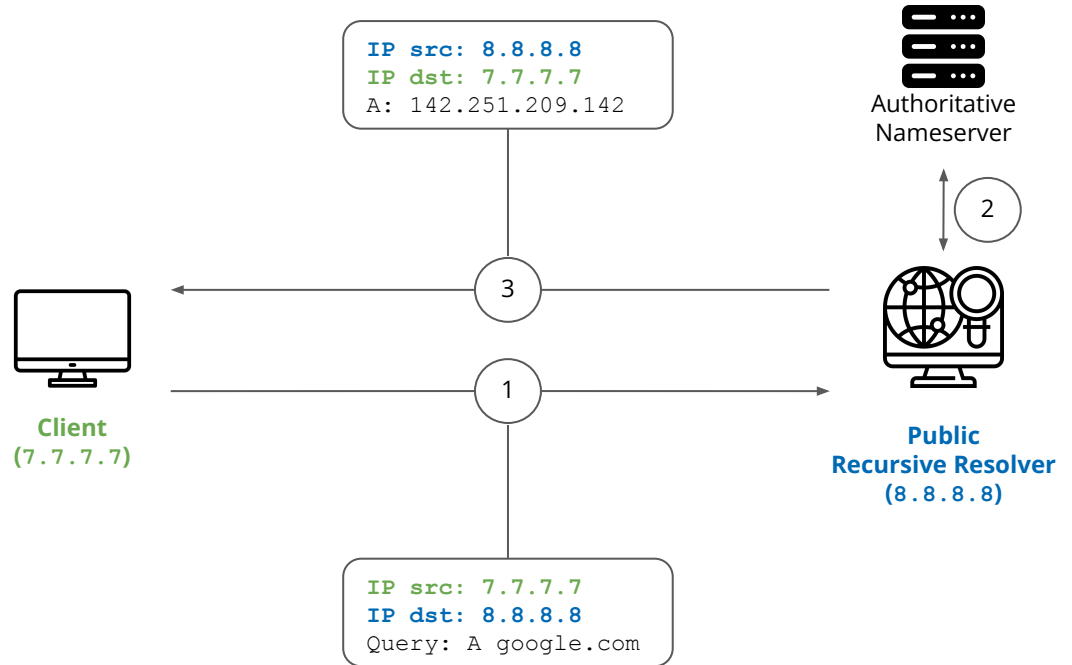 IP src: 8.8.8.8
IP dst: 7.7.7.7
A: 142.251.209.142
Authoritative
Nameserver
2
3
1
Client
(7.7.7.7)
Public
Recursive Resolver
(8.8.8.8)
IP src: 7.7.7.7
IP dst: 8.8.8.8
Query: A google.com